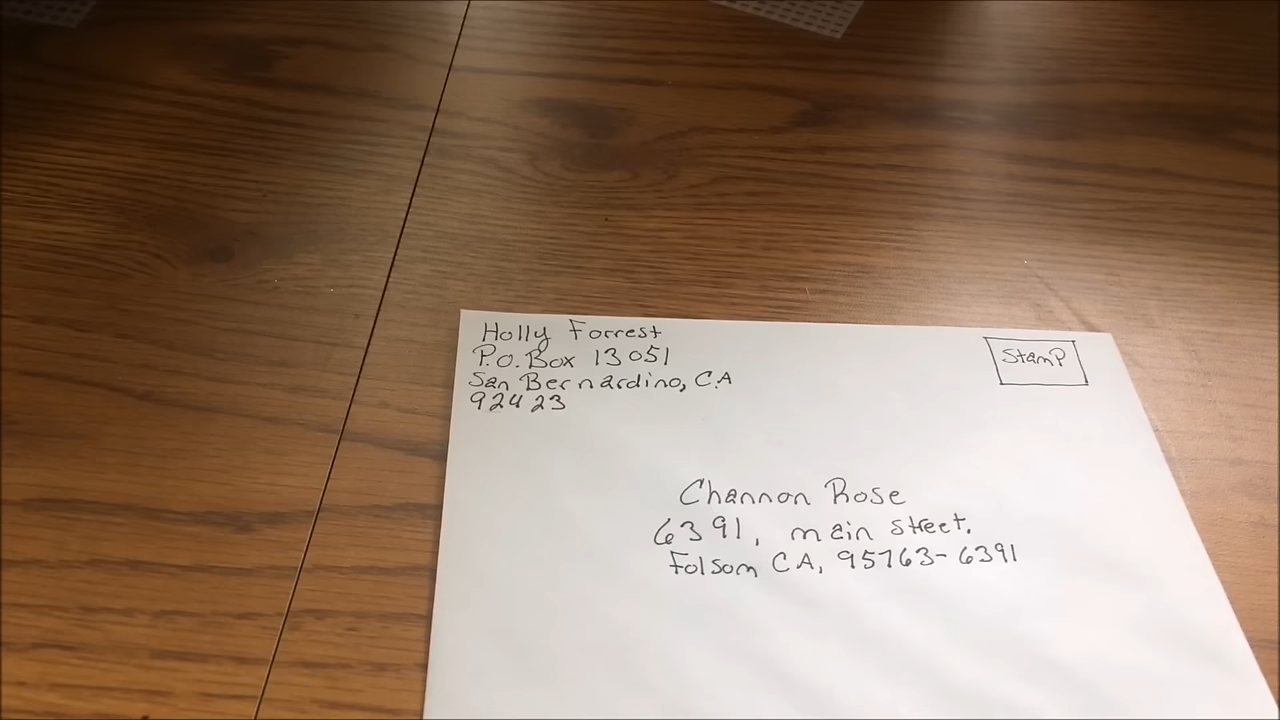 Holly Forrest
P.O. Box 13051
San Bernardino, CA
92423
Stamp
Channon Rose
6391, main street.
Folsom CA, 95763-6391